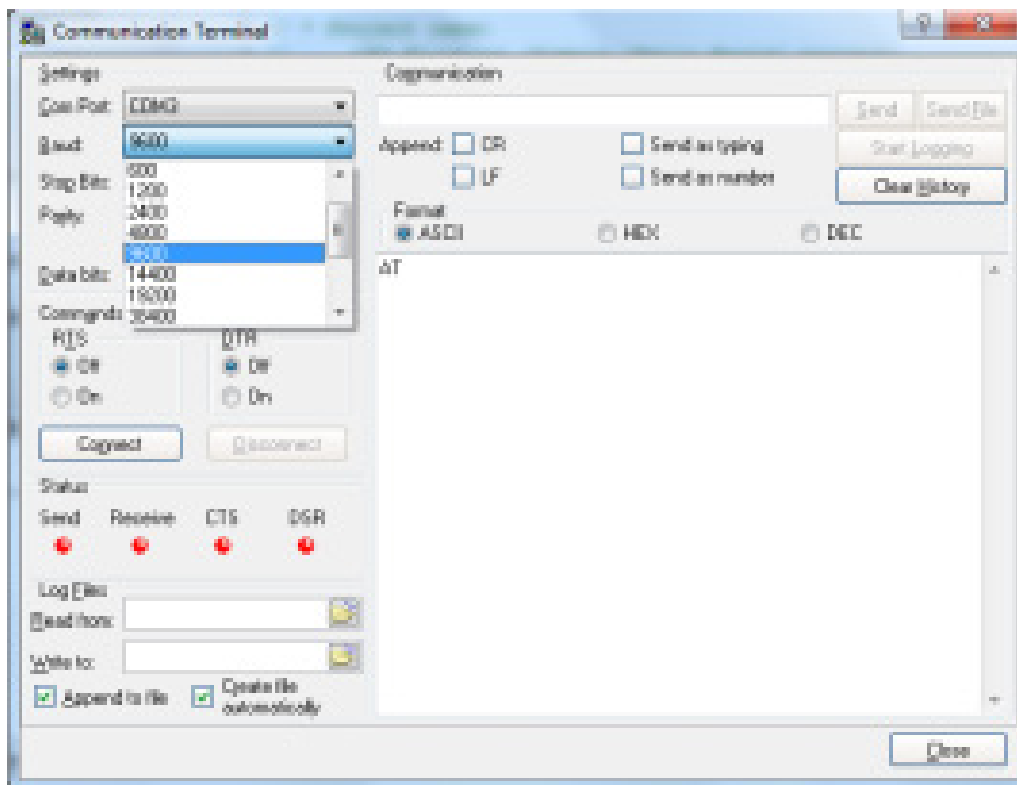 Communication Terminal
Settings
Com Port:
Baud: 9600
Stop Bits:
Parity:
Data bits:
600
1200
2400
4800
9600
14400
19200
38400
Commands
RTS
Off
On
DTR
Off
On
Connect
Disconnect
Status
Send Receive CTS DSR
Log Files
Read from:
Write to:
Append to file
Create file automatically
Communication
Send
Send File
Append: CR
LF
Send as typing
Send as number
Start Logging
Clear History
Format
ASCII
HEX
DEC
AT
Close